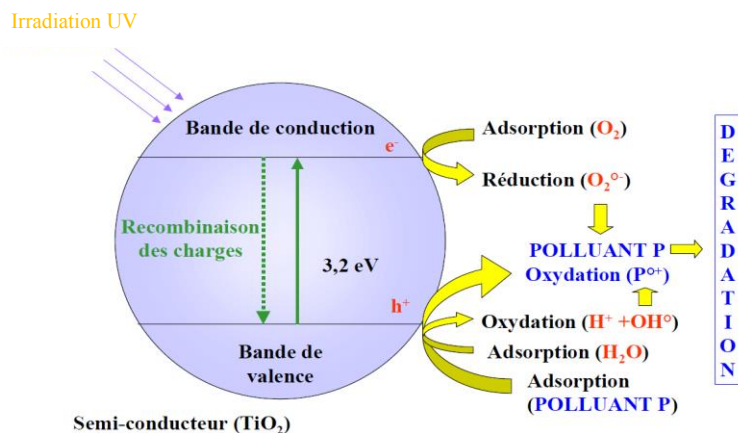 Irradiation UV
Bande de conduction
e⁻
Adsorption (O₂)
Réduction (O₂°⁻)
Recombinaison
des charges
3,2 eV
POLLUANT P
Oxydation (P°⁺)
h⁺
Oxydation (H⁺ +OH°)
Adsorption (H₂O)
Bande de
valence
Adsorption
(POLLUANT P)
Semi-conducteur (TiO₂)
D
E
G
R
A
D
A
T
I
O
N